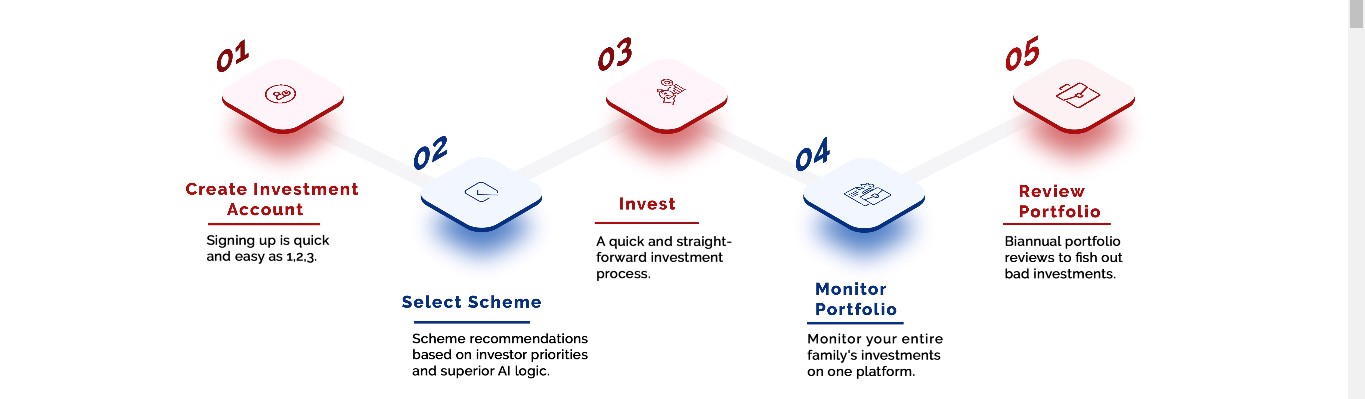 01
Create Investment
Account
Signing up is quick
and easy as 1,2,3.
02
Select Scheme
Scheme recommendations
based on investor priorities
and superior AI logic.
03
Invest
A quick and straight-
forward investment
process.
04
Monitor
Portfolio
Monitor your entire
family's investments
on one platform.
05
Review
Portfolio
Biannual portfolio
reviews to fish out
bad investments.